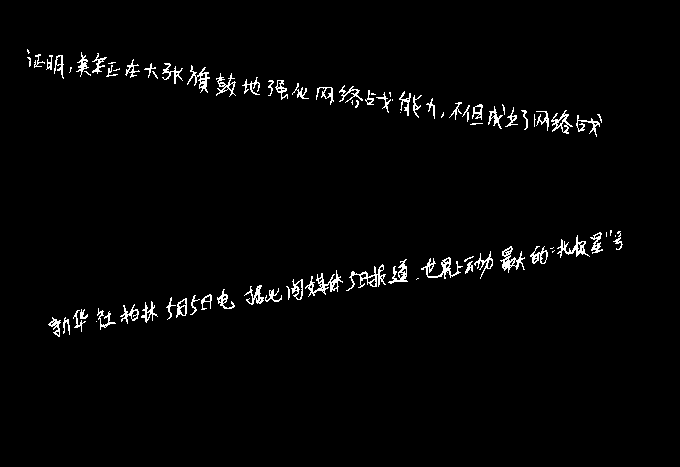 证明,美军正在大张旗鼓地强化网络战能力,不但成立了网络战
新华社柏林5月5日电 据此间媒体5日报道.世界上动力最大的“北极星”号